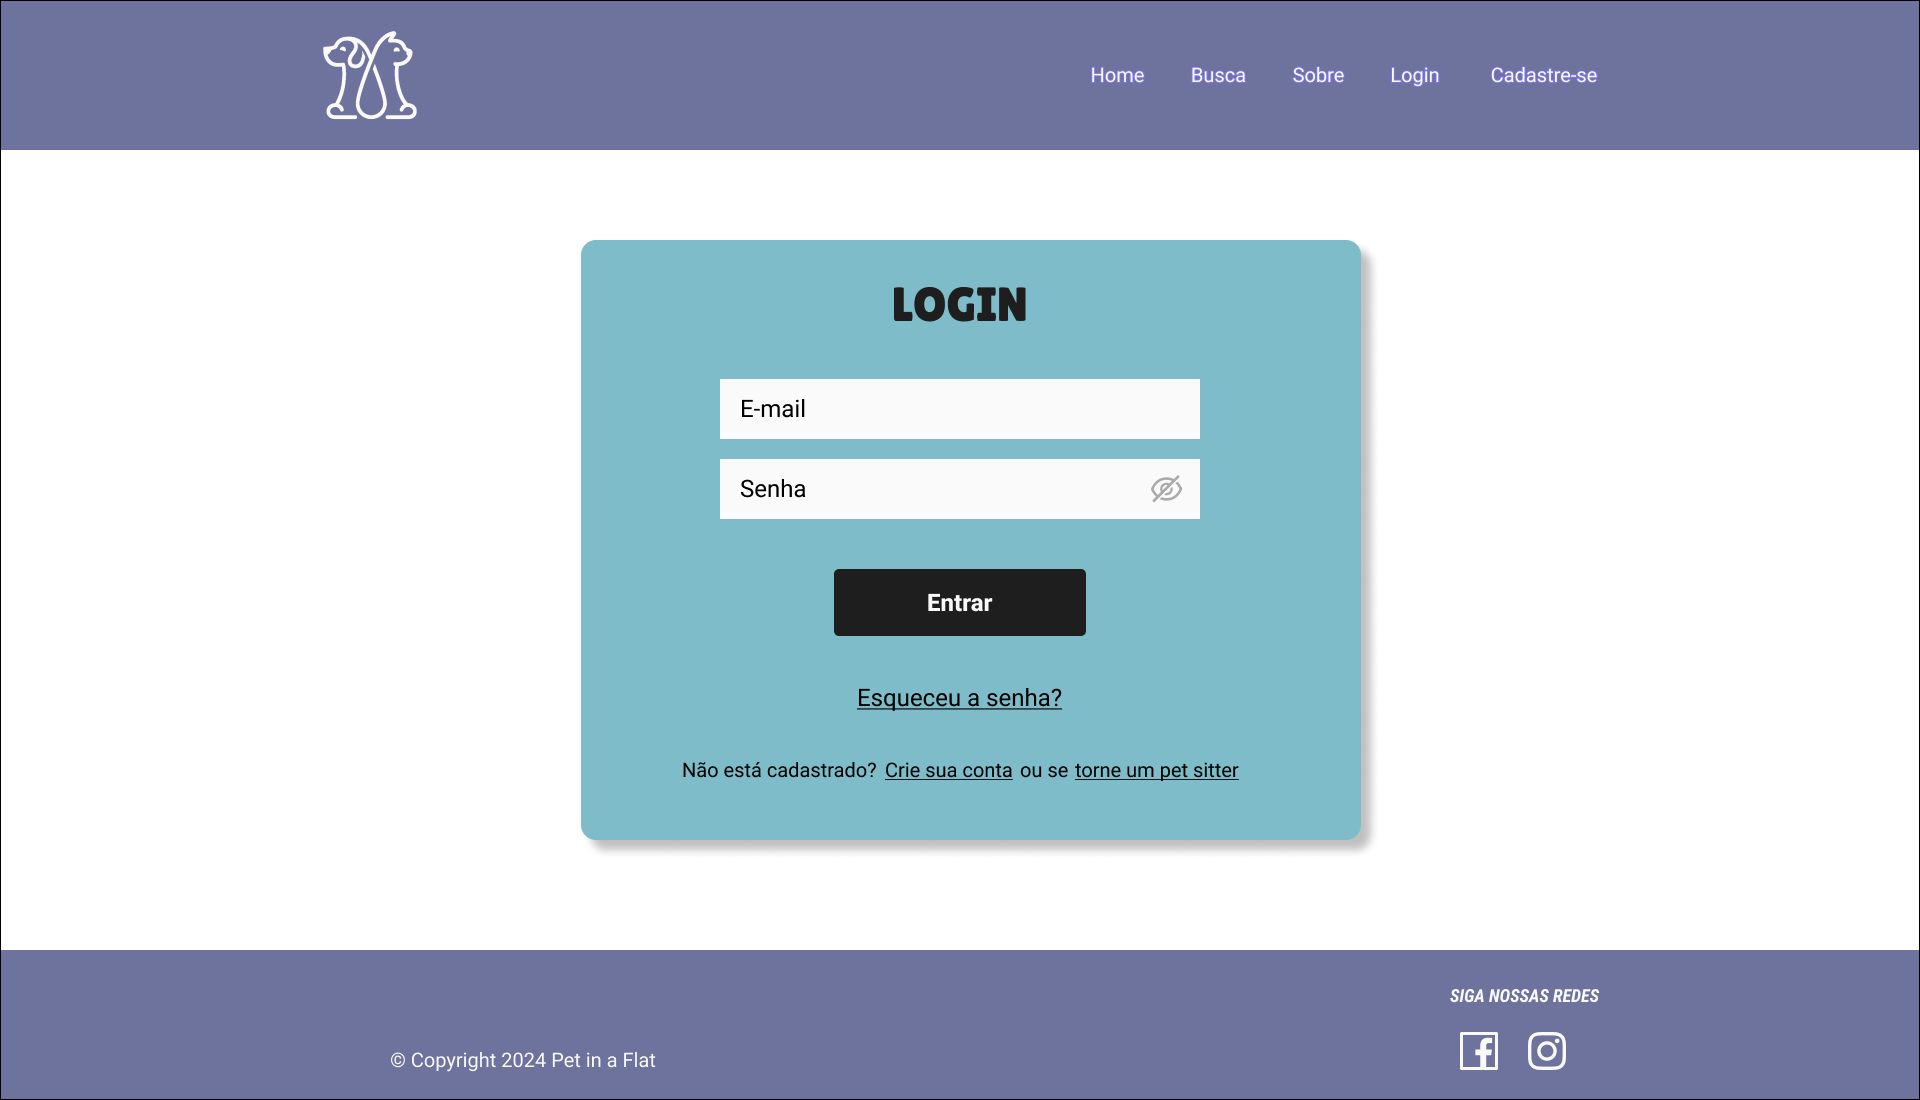 Home Busca Sobre Login Cadastre-se
LOGIN
E-mail
Senha
Entrar
Esqueceu a senha?
Não está cadastrado? Crie sua conta ou se torne um pet sitter
SIGA NOSSAS REDES
© Copyright 2024 Pet in a Flat